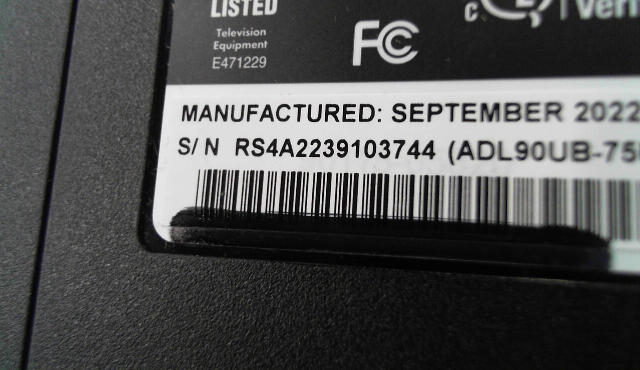 LISTED
Television
Equipment
E471229
FC
MANUFACTURED: SEPTEMBER 2022
S/N RS4A2239103744 (ADL90UB-75